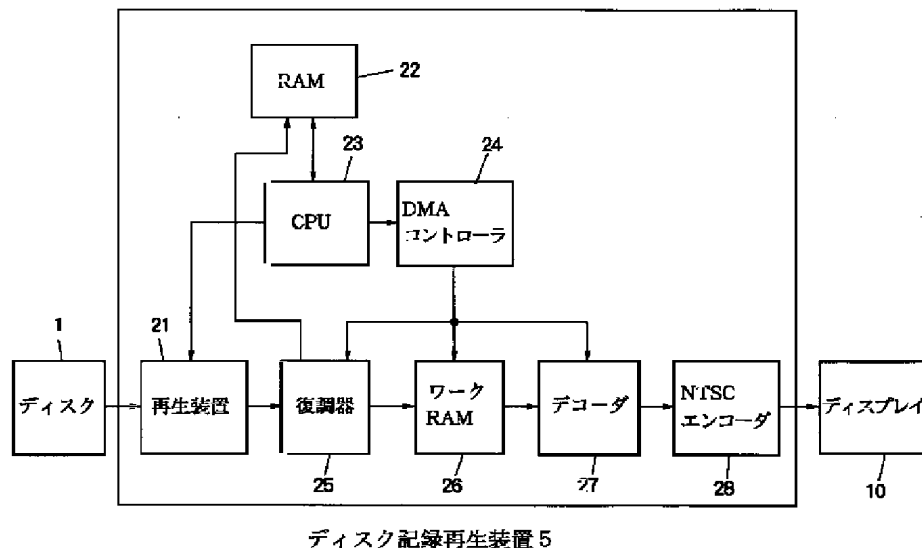 RAM
22
23
24
CPU
DMA
コントローラ
1
21
ディスク
再生装置
復調器
ワーク
RAM
デコーダ
NTSC
エンコーダ
ディスプレイ
25
26
27
28
10
ディスク記録再生装置5